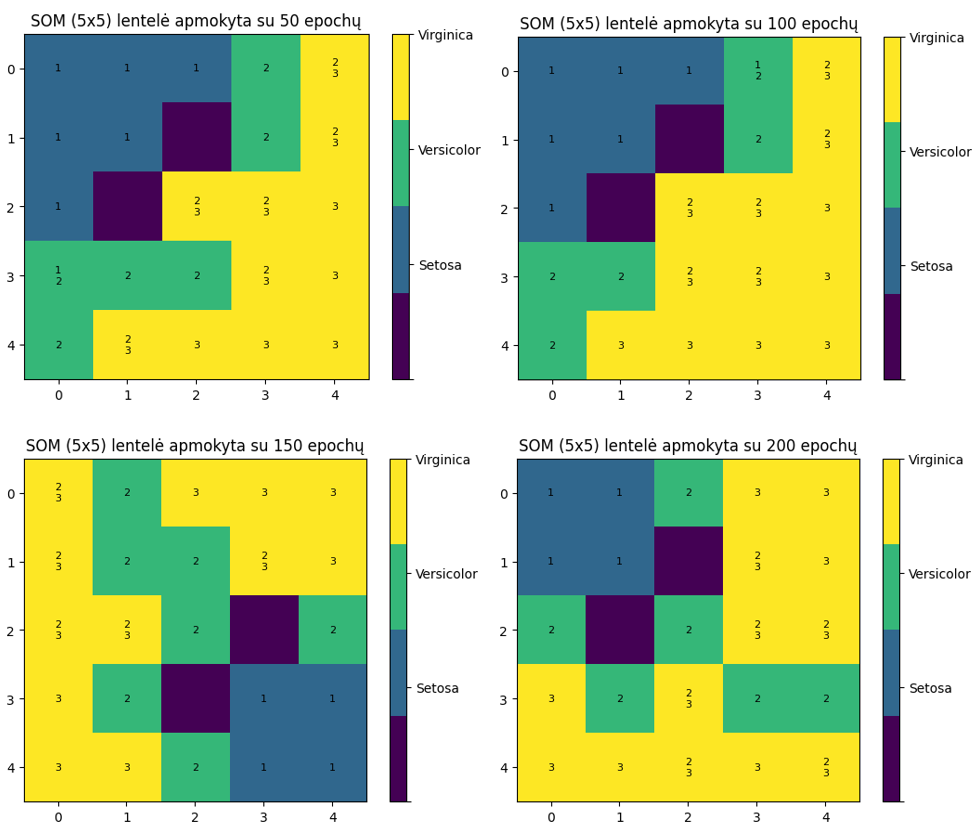 SOM (5x5) lentelė apmokyta su 50 epochų
0 1 1 1 2 2 3
1 1 1 2 2 3
2 1 2 3 2 3 3
3 1 2 2 2 2 3 3
4 2 2 3 3 3 3
0 1 2 3 4
Virginica
Versicolor
Setosa
SOM (5x5) lentelė apmokyta su 100 epochų
0 1 1 1 1 2 2 3
1 1 1 2 2 3
2 1 2 3 2 3 3
3 2 2 2 3 2 3 3
4 2 3 3 3 3
0 1 2 3 4
Virginica
Versicolor
Setosa
SOM (5x5) lentelė apmokyta su 150 epochų
0 2 3 2 3 3 3
1 2 3 2 2 2 3 3
2 2 3 2 3 2 2
3 3 2 1 1
4 3 3 2 1 1
0 1 2 3 4
Virginica
Versicolor
Setosa
SOM (5x5) lentelė apmokyta su 200 epochų
0 1 1 2 3 3
1 1 1 2 3 3
2 2 2 2 3 2 3
3 3 2 2 3 2 2
4 3 3 2 3 3 2 3
0 1 2 3 4
Virginica
Versicolor
Setosa